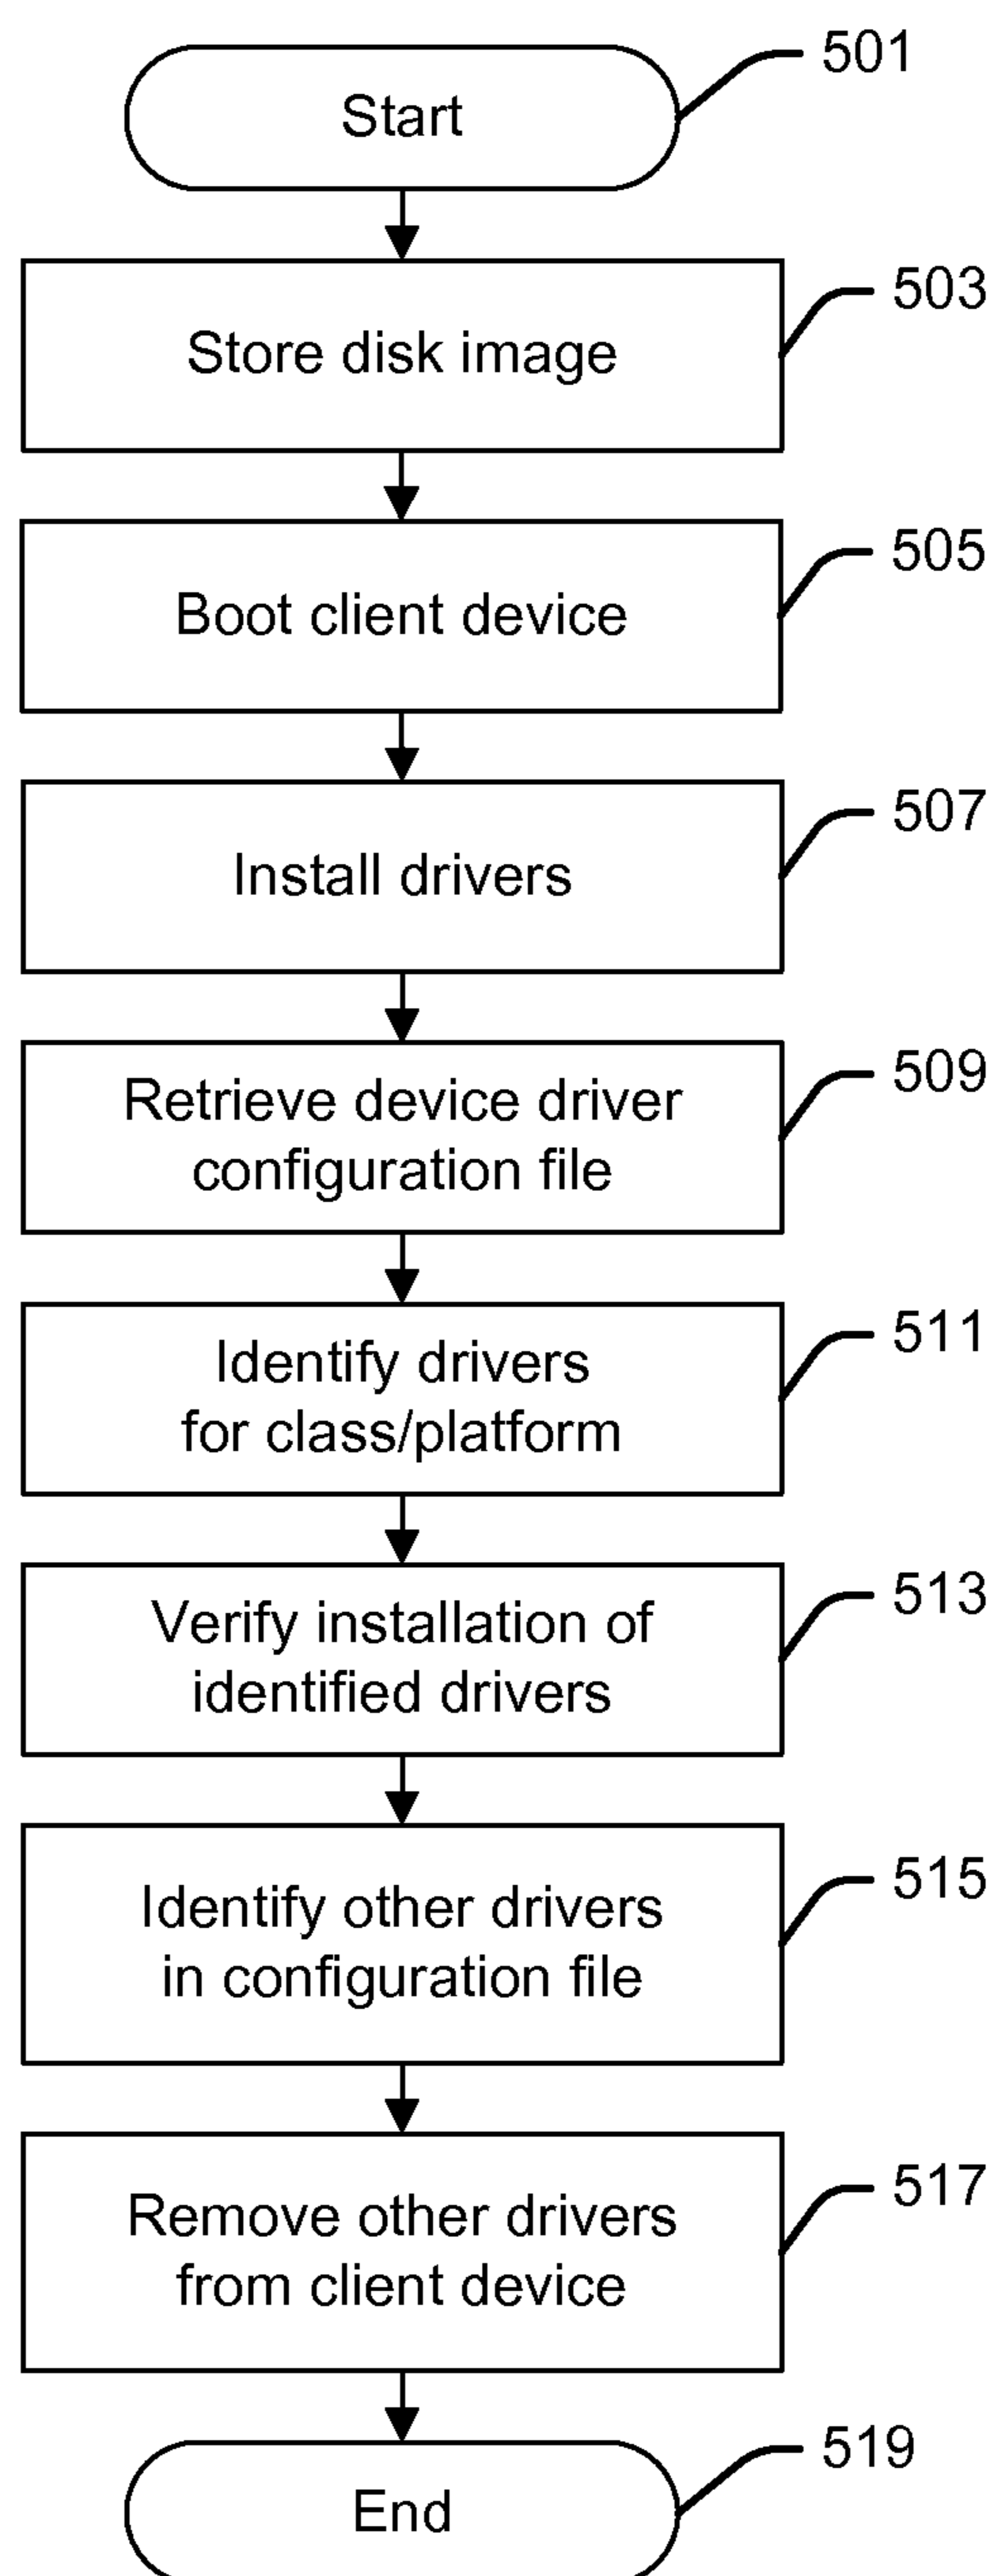 Start
501
Store disk image
503
Boot client device
505
Install drivers
507
Retrieve device driver
configuration file
509
Identify drivers
for class/platform
511
Verify installation of
identified drivers
513
Identify other drivers
in configuration file
515
Remove other drivers
from client device
517
End
519